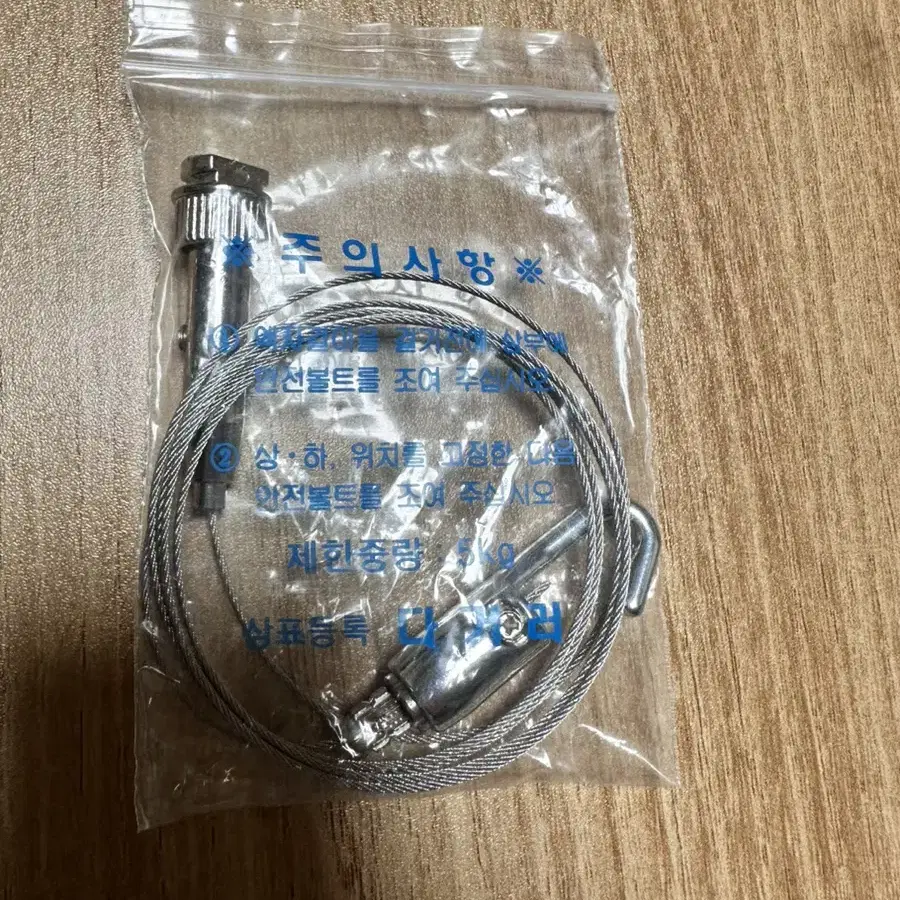 ※ 주의사항 ※
① 액자걸이를 걸기전에 상부에
안전볼트를 조여 주십시오
② 상·하, 위치를 고정한 다음
안전볼트를 조여 주십시오
제한중량 : 5kg
상표등록 다거러